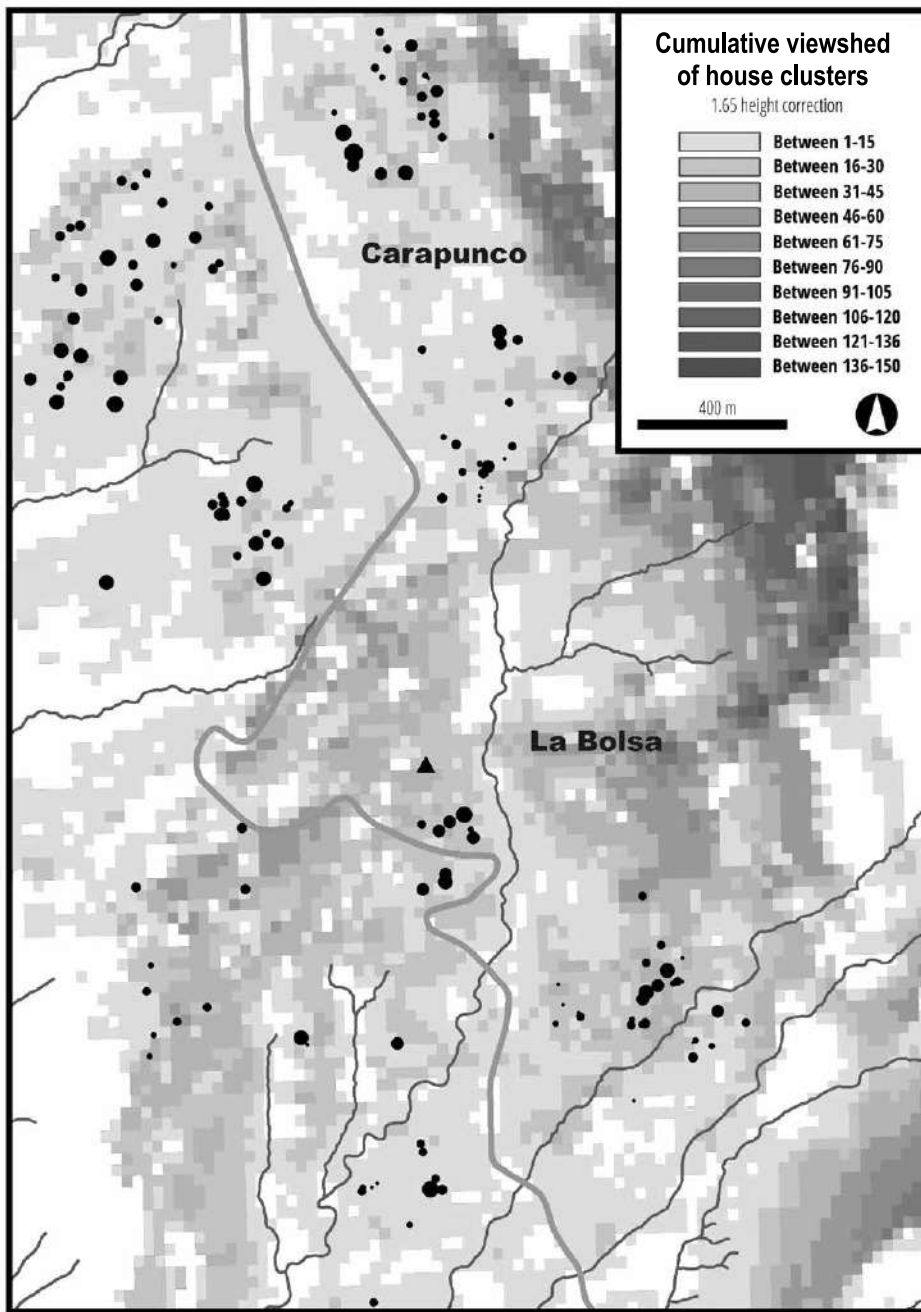 Cumulative viewshed
of house clusters
1.65 height correction
Between 1-15
Between 16-30
Between 31-45
Between 46-60
Between 61-75
Between 76-90
Between 91-105
Between 106-120
Between 121-136
Between 136-150
400 m
Carapunco
La Bolsa